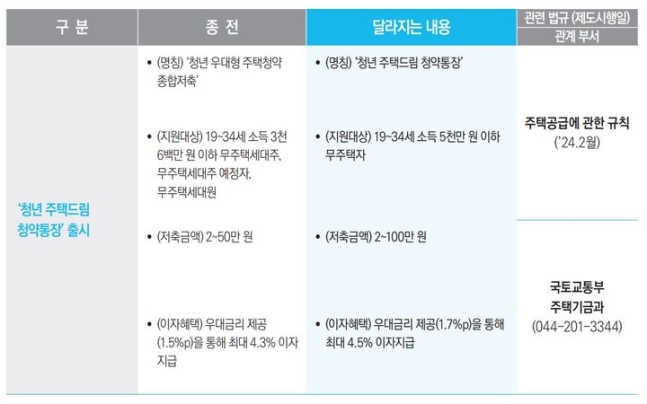 구 분
종 전
달라지는 내용
관련 법규 (제도시행일)
관계 부서
'청년 주택드림
청약통장' 출시
• (명칭) '청년 우대형 주택청약
종합저축'
• (명칭) '청년 주택드림 청약통장'
• (지원대상) 19~34세 소득 3천
6백만 원 이하 무주택세대주,
무주택세대주 예정자,
무주택세대원
• (지원대상) 19~34세 소득 5천만 원 이하
무주택자
주택공급에 관한 규칙
('24.2월)
• (저축금액) 2~50만 원
• (저축금액) 2~100만 원
• (이자혜택) 우대금리 제공
(1.5%p)을 통해 최대 4.3% 이자
지급
• (이자혜택) 우대금리 제공(1.7%p)을 통해
최대 4.5% 이자지급
국토교통부
주택기금과
(044-201-3344)